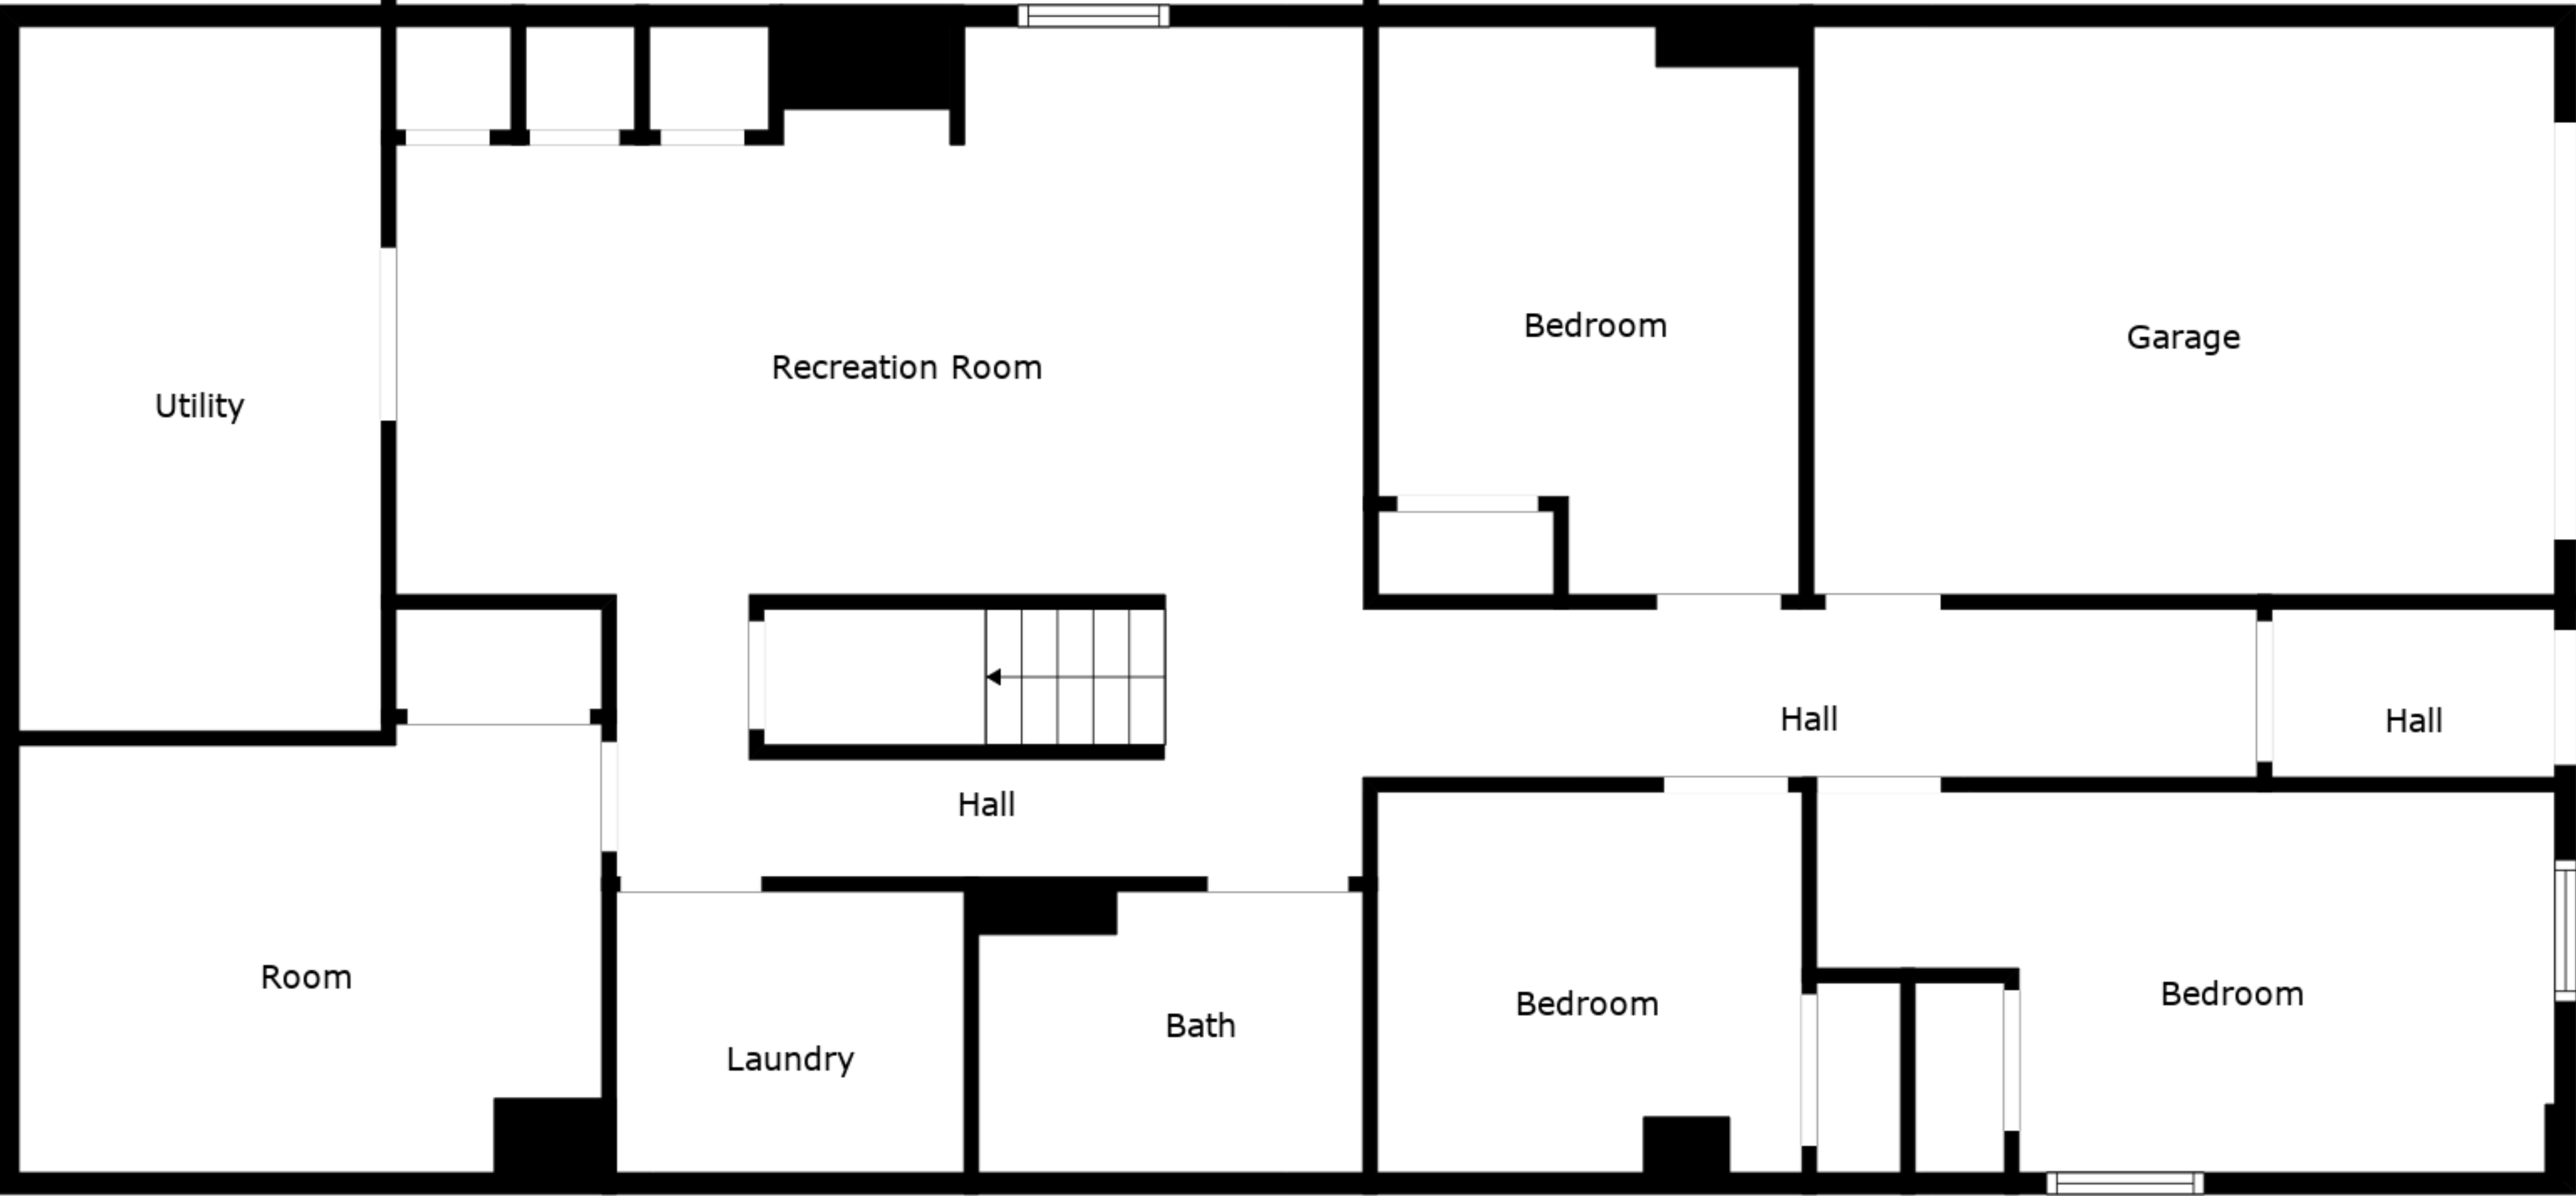 Bedroom
Garage
Recreation Room
Utility
Hall
Hall
Hall
Room
Bedroom
Bedroom
Bath
Laundry